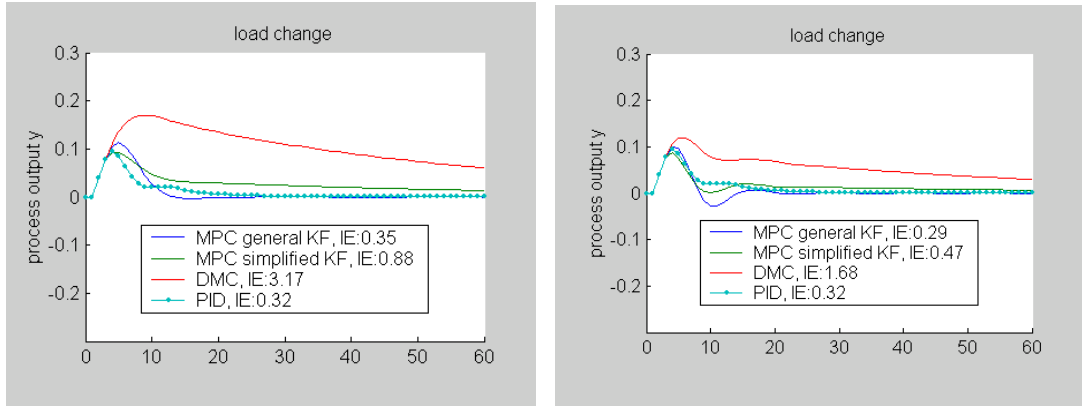 load change
0.3
0.2
0.1
0
-0.1
-0.2
process output y
MPC general KF, IE:0.35
MPC simplified KF, IE:0.88
DMC, IE:3.17
PID, IE:0.32
0 10 20 30 40 50 60
load change
0.3
0.2
0.1
0
-0.1
-0.2
process output y
MPC general KF, IE:0.29
MPC simplified KF, IE:0.47
DMC, IE:1.68
PID, IE:0.32
0 10 20 30 40 50 60